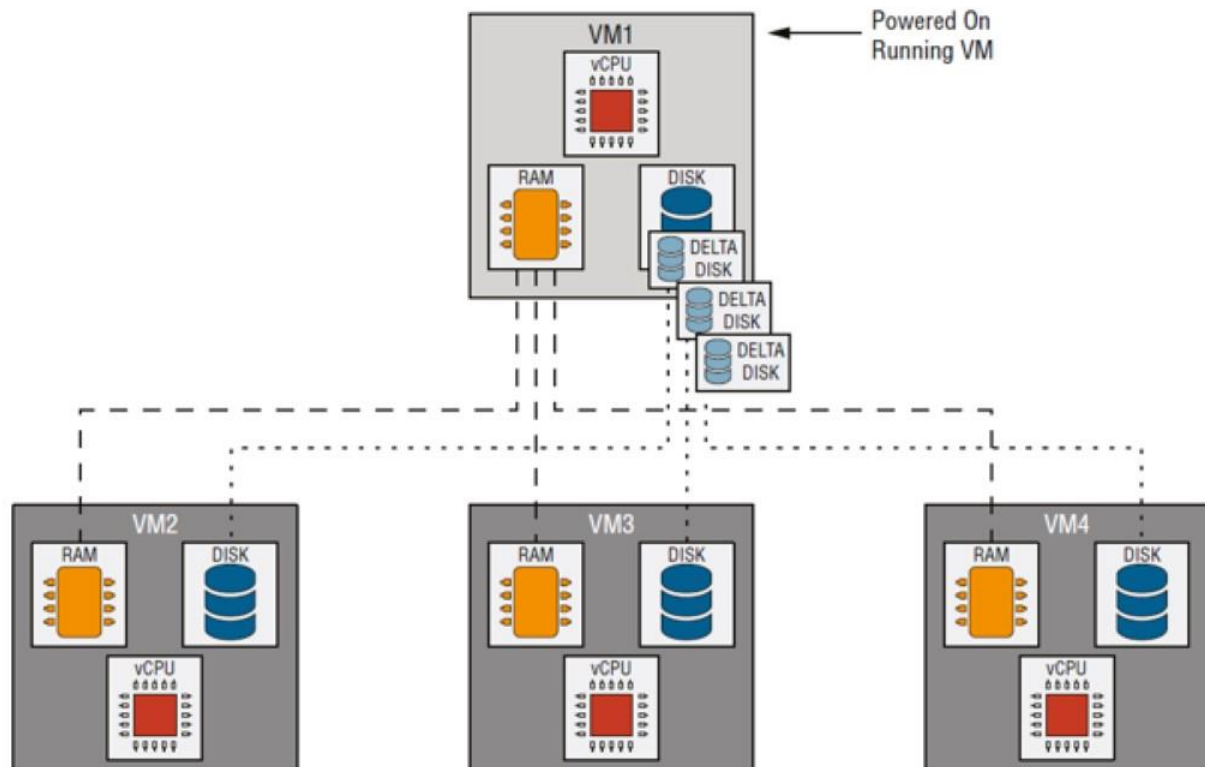 VM1
Powered On
Running VM
vCPU
RAM
DISK
DELTA
DISK
DELTA
DISK
DELTA
DISK
VM2
RAM
DISK
vCPU
VM3
RAM
DISK
vCPU
VM4
RAM
DISK
vCPU